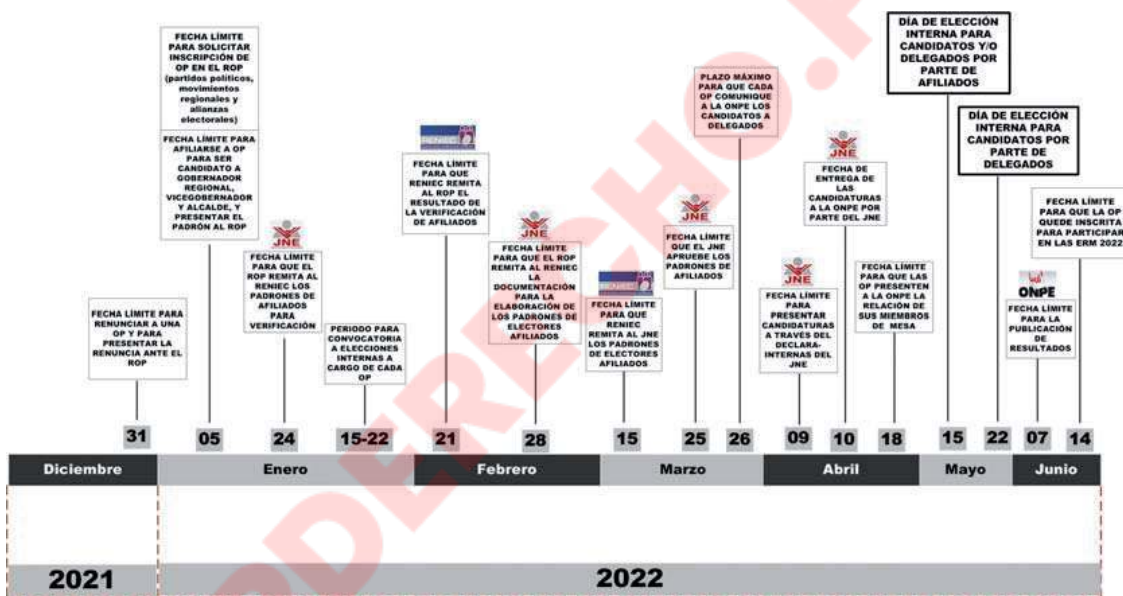 FECHA LÍMITE
PARA SOLICITAR
INSCRIPCIÓN DE
OP EN EL ROP
(partidos políticos,
movimientos
regionales y
alianzas
electorales)
FECHA LÍMITE PARA
AFILIARSE A OP
PARA SER
CANDIDATO A
GOBERNADOR
REGIONAL,
VICEGOBERNADOR
Y ALCALDE, Y
PRESENTAR EL
PADRÓN AL ROP
FECHA LÍMITE PARA
RENUNCIAR A UNA
OP Y PARA
PRESENTAR LA
RENUNCIA ANTE EL
ROP
JNE
FECHA LÍMITE
PARA QUE EL
ROP REMITA AL
RENIEC LOS
PADRONES DE
AFILIADOS
PARA
VERIFICACIÓN
PERIODO PARA
CONVOCATORIA
A ELECCIONES
INTERNAS A
CARGO DE CADA
OP
RENIEC
FECHA LÍMITE
PARA QUE
RENIEC REMITA
AL ROP EL
RESULTADO DE
LA VERIFICACIÓN
DE AFILIADOS
JNE
FECHA LÍMITE
PARA QUE EL ROP
REMITA AL RENIEC
LA
DOCUMENTACIÓN
PARA LA
ELABORACIÓN DE
LOS PADRONES DE
ELECTORES
AFILIADOS
RENIEC
FECHA LÍMITE
PARA QUE
RENIEC
REMITA AL JNE
LOS PADRONES
DE ELECTORES
AFILIADOS
JNE
FECHA LÍMITE
QUE EL JNE
APRUEBE LOS
PADRONES DE
AFILIADOS
PLAZO MÁXIMO
PARA QUE CADA
OP COMUNIQUE
A LA ONPE LOS
CANDIDATOS A
DELEGADOS
JNE
FECHA LÍMITE
PARA
PRESENTAR
CANDIDATURAS
A TRAVÉS DEL
DECLARA-
INTERNAS DEL
JNE
JNE
FECHA DE
ENTREGA DE
LAS
CANDIDATURAS
A LA ONPE POR
PARTE DEL JNE
FECHA LÍMITE
PARA QUE LAS
OP PRESENTEN
A LA ONPE LA
RELACIÓN DE
SUS MIEMBROS
DE MESA
DÍA DE ELECCIÓN
INTERNA PARA
CANDIDATOS Y/O
DELEGADOS POR
PARTE DE
AFILIADOS
DÍA DE ELECCIÓN
INTERNA PARA
CANDIDATOS POR
PARTE DE
DELEGADOS
ONPE
FECHA LÍMITE
PARA LA
PUBLICACIÓN
DE
RESULTADOS
FECHA LÍMITE
PARA QUE LA OP
QUEDE INSCRITA
PARA PARTICIPAR
EN LAS ERM 2022
31 05 24 15-22 21 28 15 25 26 09 10 18 15 22 07 14
Diciembre Enero Febrero Marzo Abril Mayo Junio
2021 2022
PDERECHO.P